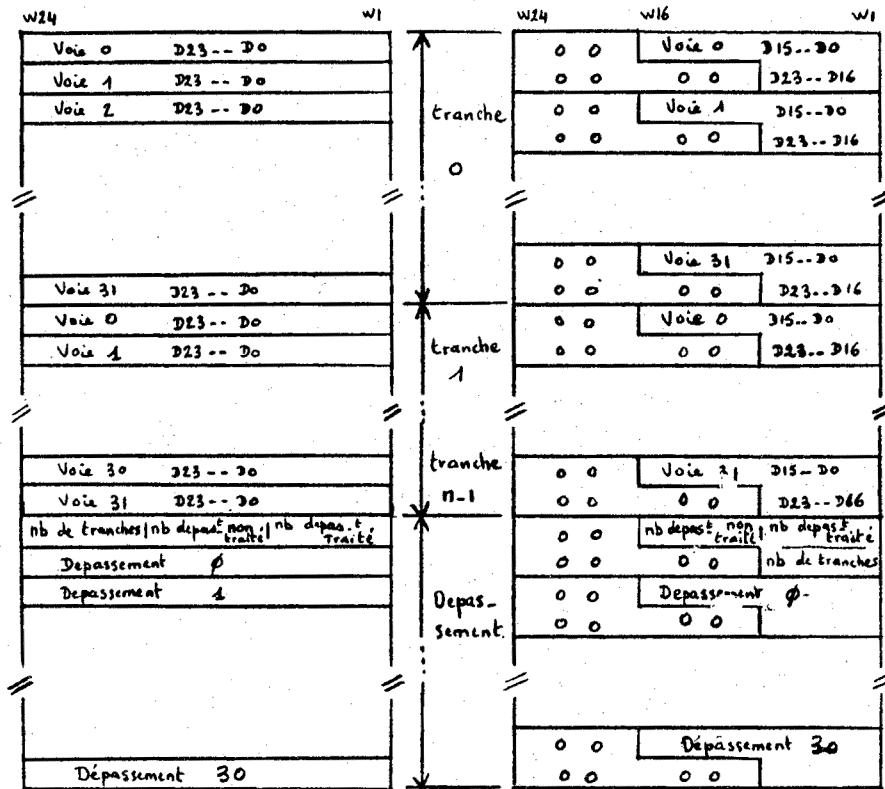 W24 W1
Voie 0 D23-- D0
Voie 1 D23 -- D0
Voie 2 D23 -- D0
Voie 31 D23 -- D0
Voie 0 D23 -- D0
Voie 1 D23 -- D0
Voie 30 D23 -- D0
Voie 31 D23 -- D0
nb de tranches | nb depas.t non traité | nb depas.t traité
Depassement ϕ
Depassement 1
Dépassement 30
tranche
0
tranche
1
tranche
n-1
Depas-
sement.
W24 W16 W1
0 0 Voie 0 D15--D0
0 0 0 0 D23--D16
0 0 Voie 1 D15--D0
0 0 0 0 D23--D16
0 0 Voie 31 D15--D0
0 0 0 0 D23--D16
0 0 Voie 0 D15--D0
0 0 0 0 D23--D16
0 0 D15--D0
0 0 0 0 D23--D66
0 0 nb depas.t non traité | nb depas.t traité
0 0 0 0 nb de tranches
0 0 Depassement ϕ
0 0 0 0
0 0 Dépassement 30
0 0 0 0